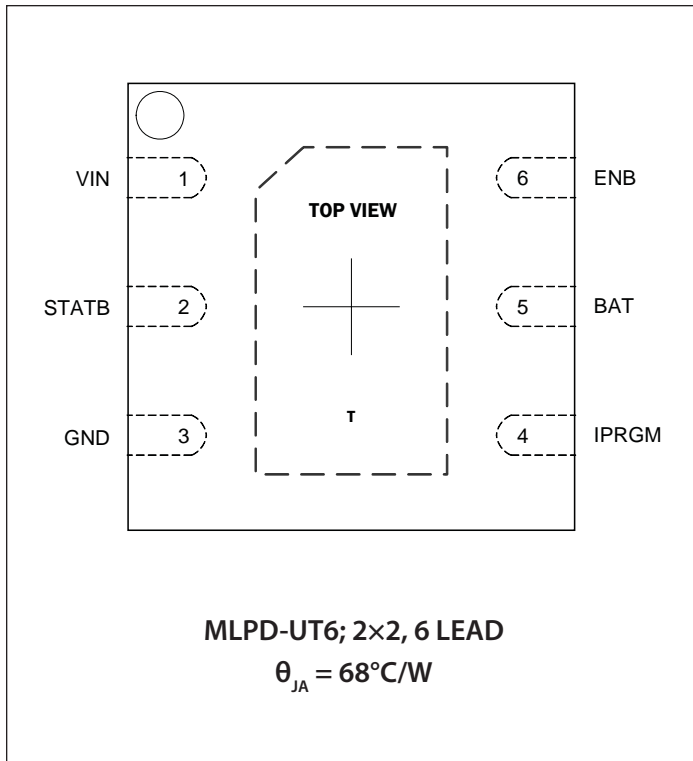 TOP VIEW
VIN 1 6 ENB
STATB 2 5 BAT
T
GND 3 4 IPRGM
MLPD-UT6; 2×2, 6 LEAD
θJA = 68°C/W